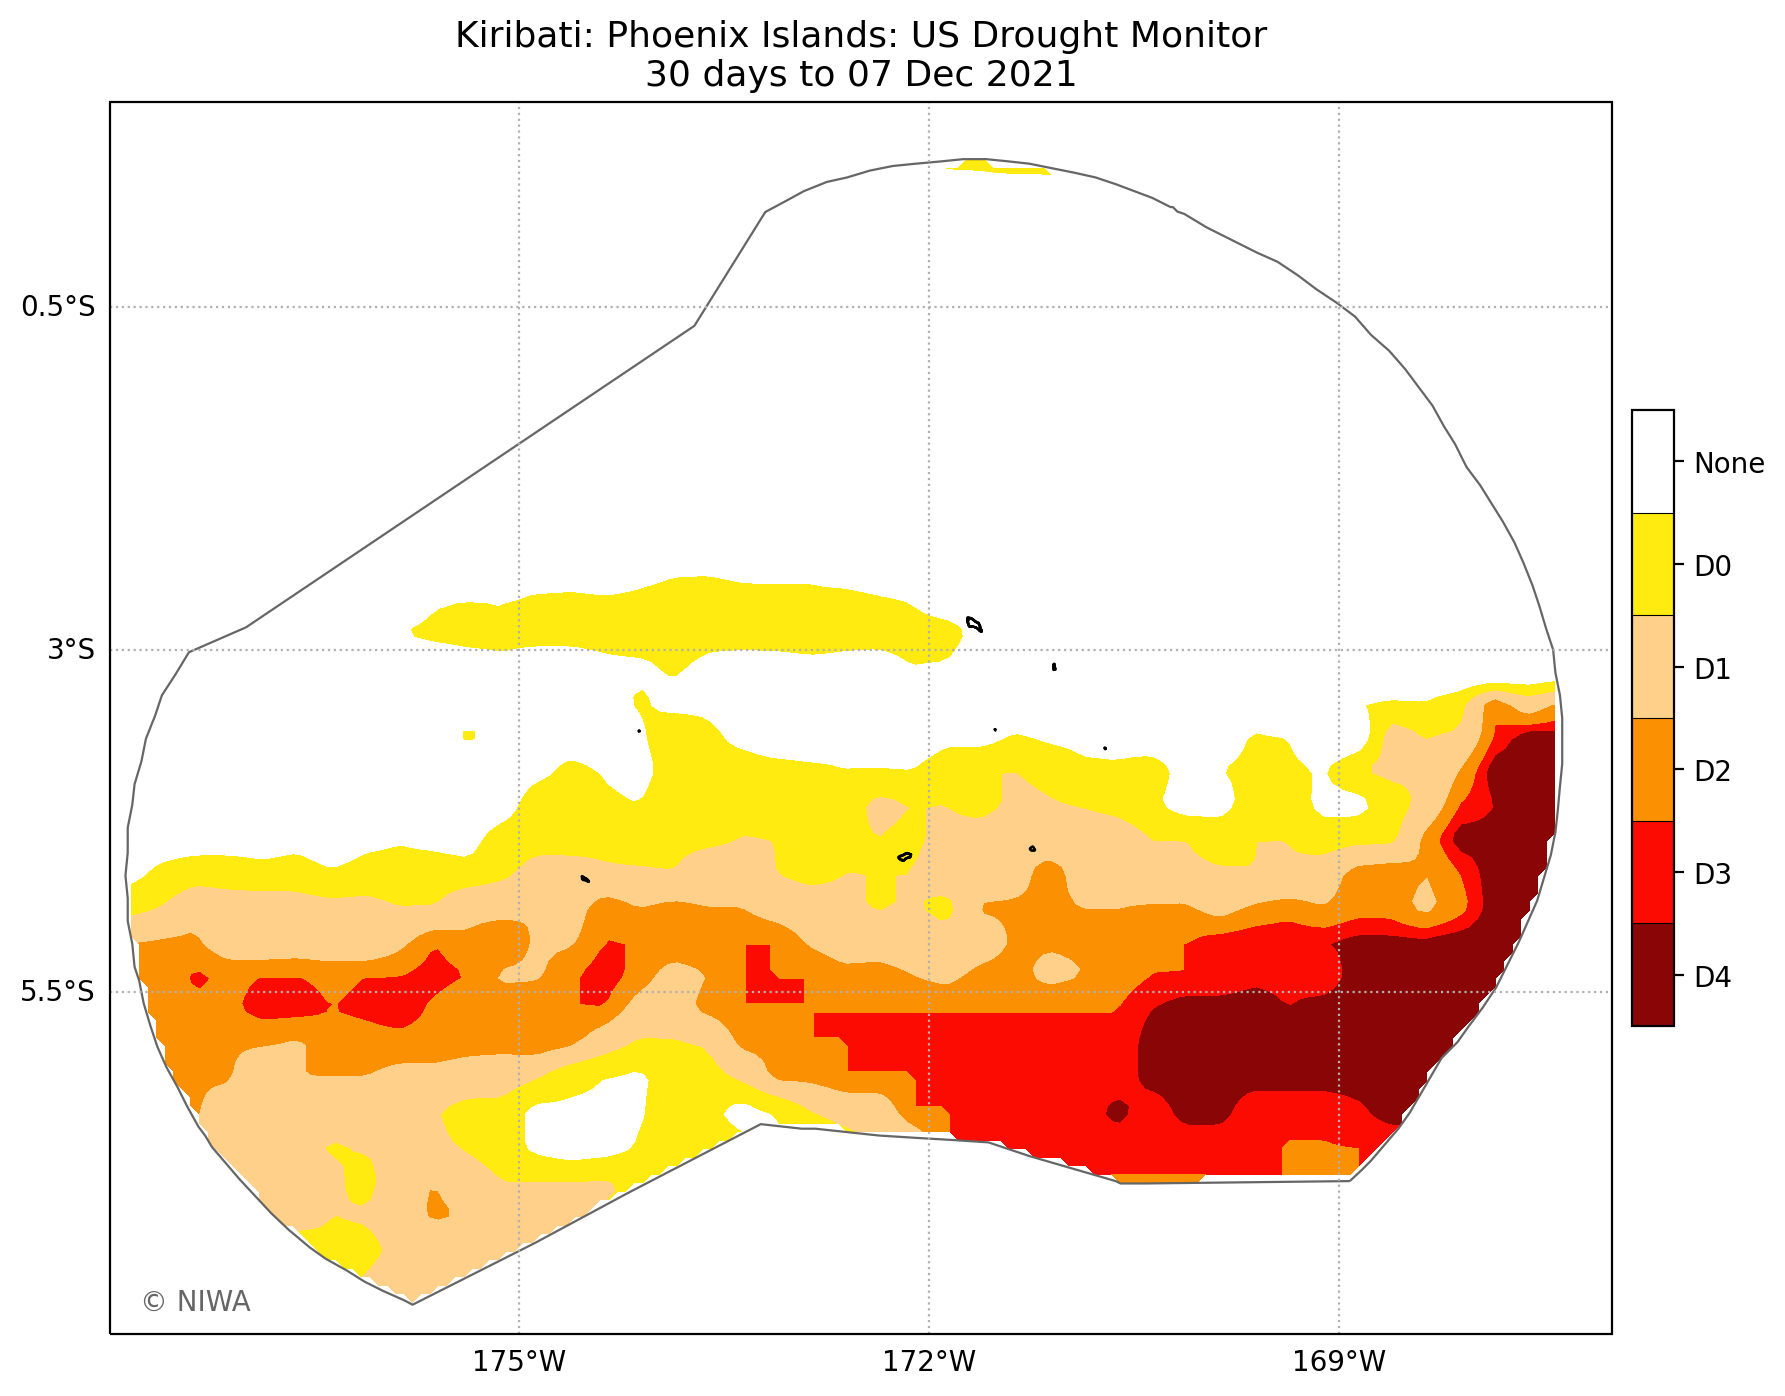 Kiribati: Phoenix Islands: US Drought Monitor
30 days to 07 Dec 2021
0.5°S
3°S
5.5°S
175°W
172°W
169°W
None
D0
D1
D2
D3
D4
© NIWA